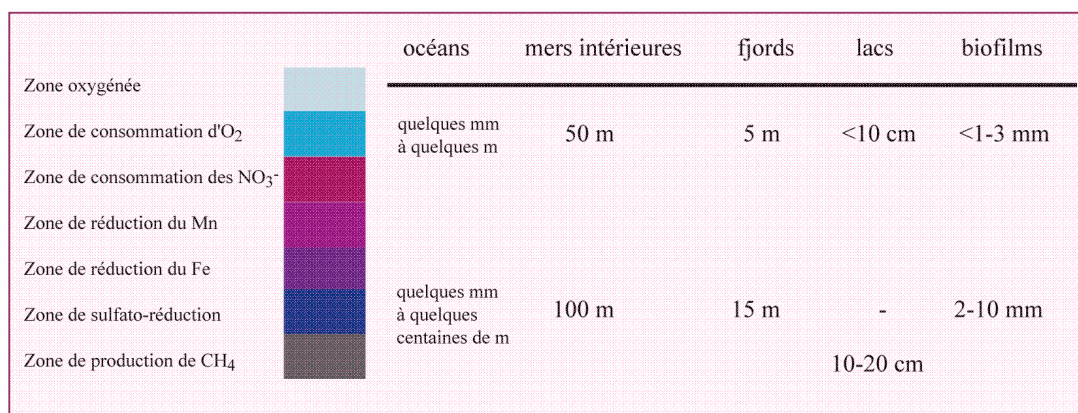 océans mers intérieures fjords lacs biofilms
Zone oxygénée
Zone de consommation d'O2 quelques mm à quelques m 50 m 5 m <10 cm <1-3 mm
Zone de consommation des NO3-
Zone de réduction du Mn
Zone de réduction du Fe
Zone de sulfato-réduction quelques mm à quelques centaines de m 100 m 15 m - 2-10 mm
Zone de production de CH4 10-20 cm